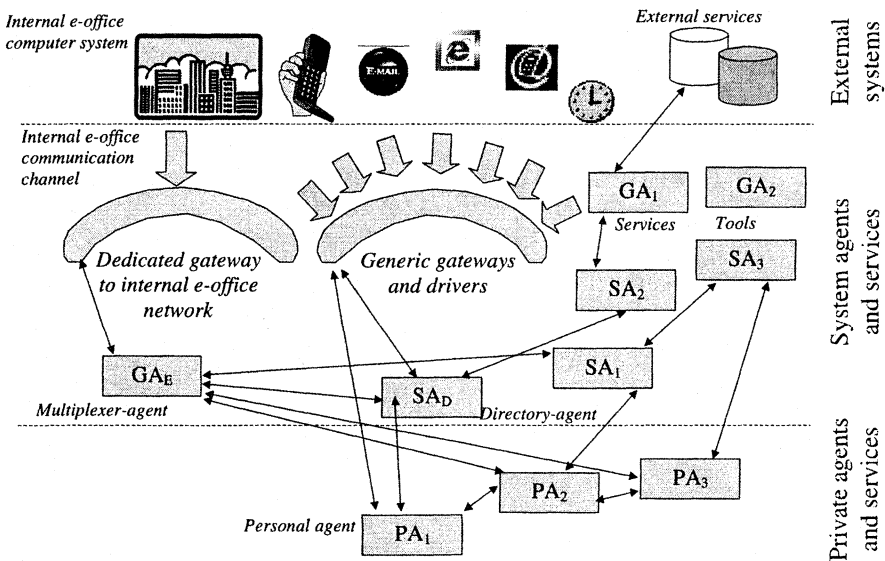 Internal e-office
computer system
E-MAIL
e
@
External services
External
systems
Internal e-office
communication
channel
Dedicated gateway
to internal e-office
network
Generic gateways
and drivers
GA1
GA2
Services
Tools
SA3
SA2
System agents
and services
GAE
Multiplexer-agent
SAD
Directory-agent
SA1
PA3
PA2
Personal agent
PA1
Private agents
and services